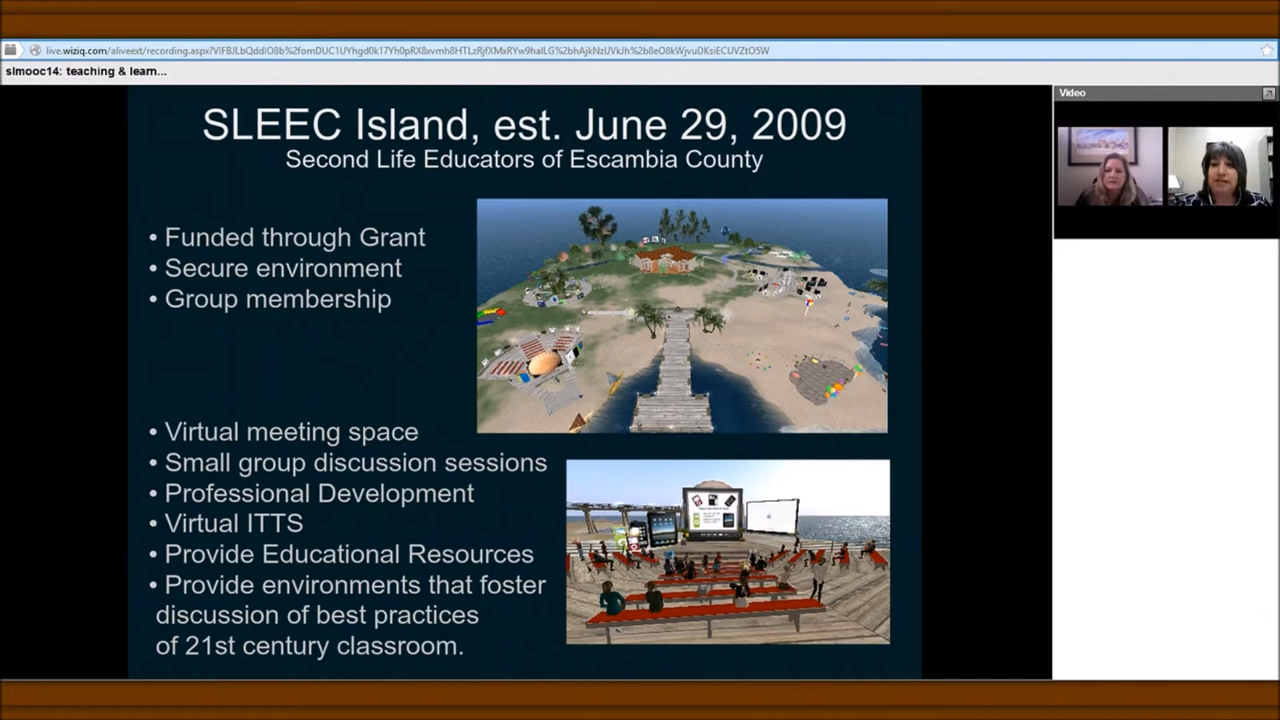 slmooc14: teaching & learn...
SLEEC Island, est. June 29, 2009
Second Life Educators of Escambia County
• Funded through Grant
• Secure environment
• Group membership
• Virtual meeting space
• Small group discussion sessions
• Professional Development
• Virtual ITTS
• Provide Educational Resources
• Provide environments that foster
discussion of best practices
of 21st century classroom.
Video